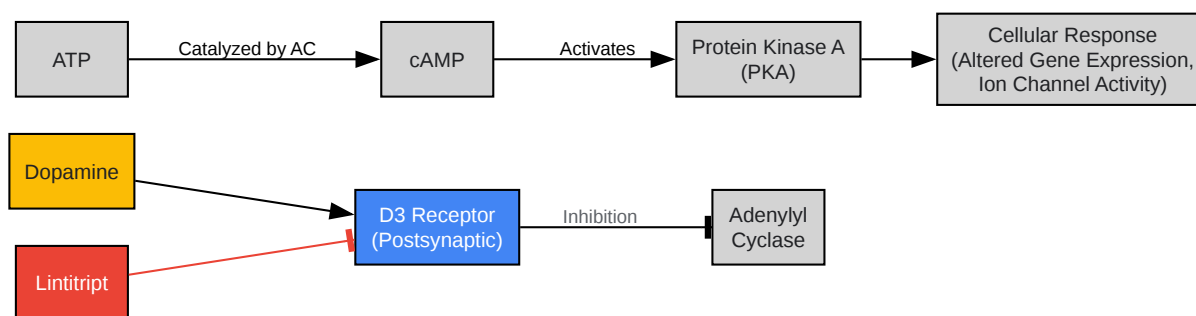 ATP
Catalyzed by AC
cAMP
Activates
Protein Kinase A
(PKA)
Cellular Response
(Altered Gene Expression,
Ion Channel Activity)
Dopamine
Lintitript
D3 Receptor
(Postsynaptic)
Inhibition
Adenylyl
Cyclase